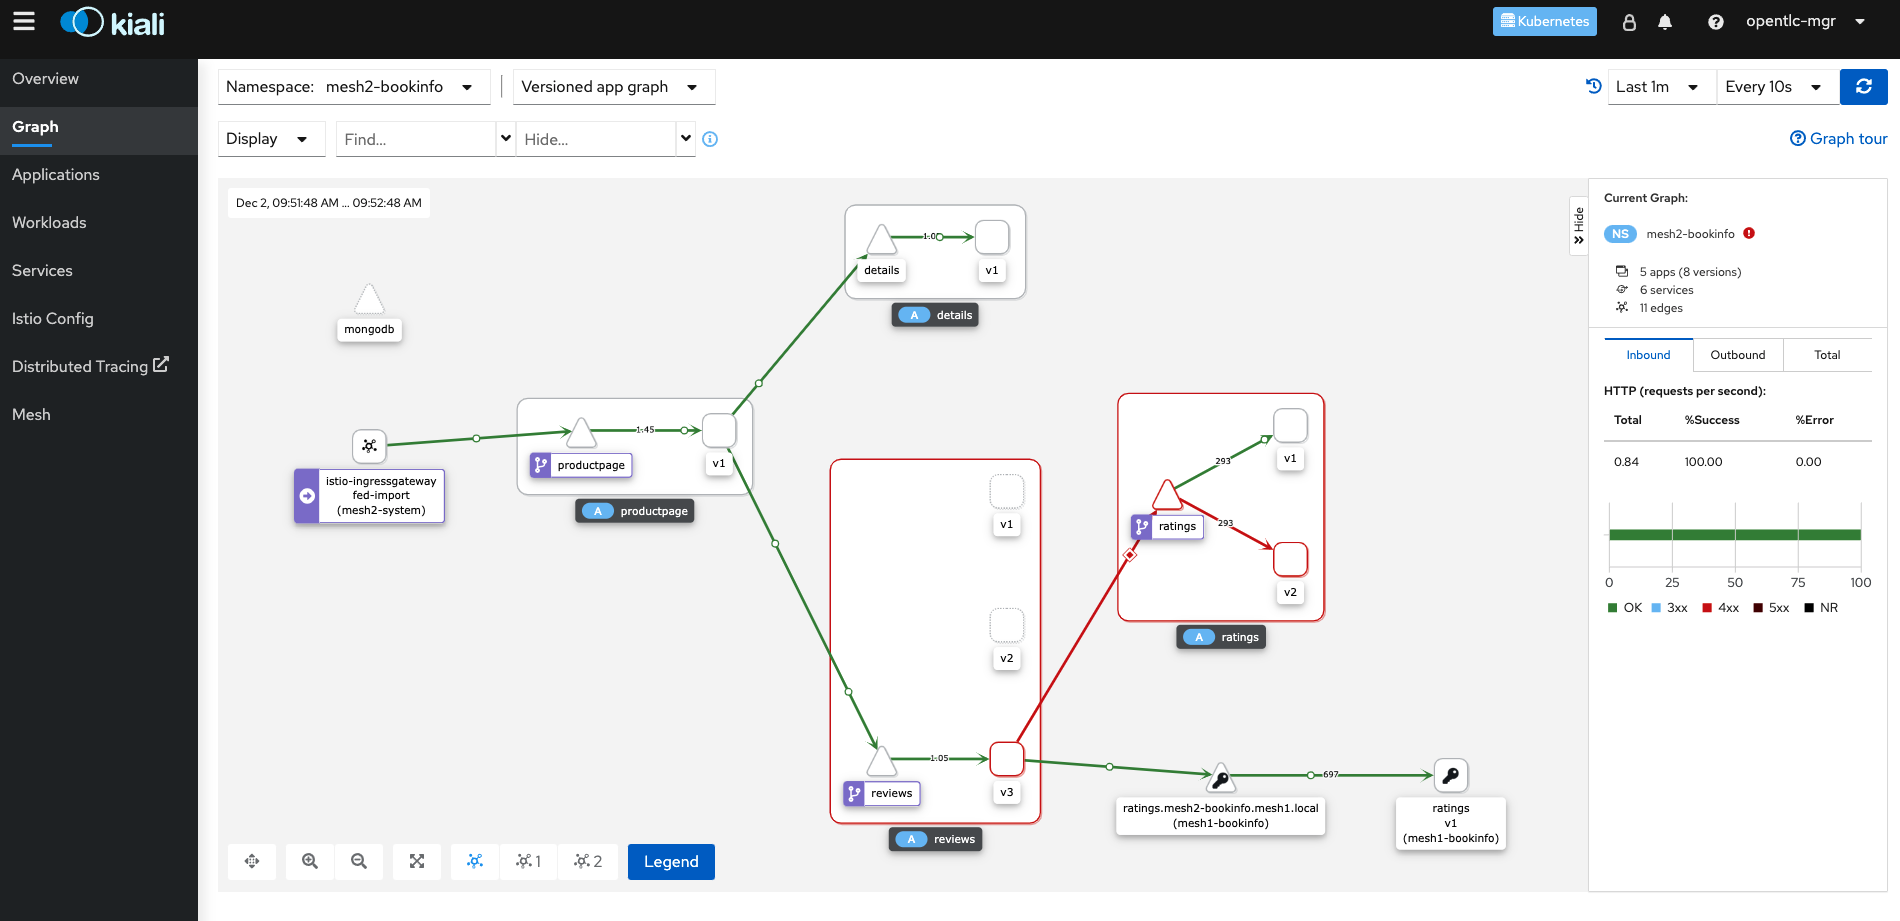 kiali
Kubernetes
opentlc-mgr
Overview
Graph
Applications
Workloads
Services
Istio Config
Distributed Tracing
Mesh
Namespace: mesh2-bookinfo
Versioned app graph
Last 1m
Every 10s
Display
Find...
Hide...
Graph tour
Dec 2, 09:51:48 AM ... 09:52:48 AM
mongodb
istio-ingressgateway
fed-import
(mesh2-system)
1.45
productpage
v1
A productpage
details
v1
A details
v1
v2
1.05
reviews
v3
A reviews
293
v1
ratings
293
v2
A ratings
ratings.mesh2-bookinfo.mesh1.local
(mesh1-bookinfo)
697
ratings
v1
(mesh1-bookinfo)
1
2
Legend
Hide
Current Graph:
NS mesh2-bookinfo
5 apps (8 versions)
6 services
11 edges
Inbound
Outbound
Total
HTTP (requests per second):
Total %Success %Error
0.84 100.00 0.00
0 25 50 75 100
OK 3xx 4xx 5xx NR